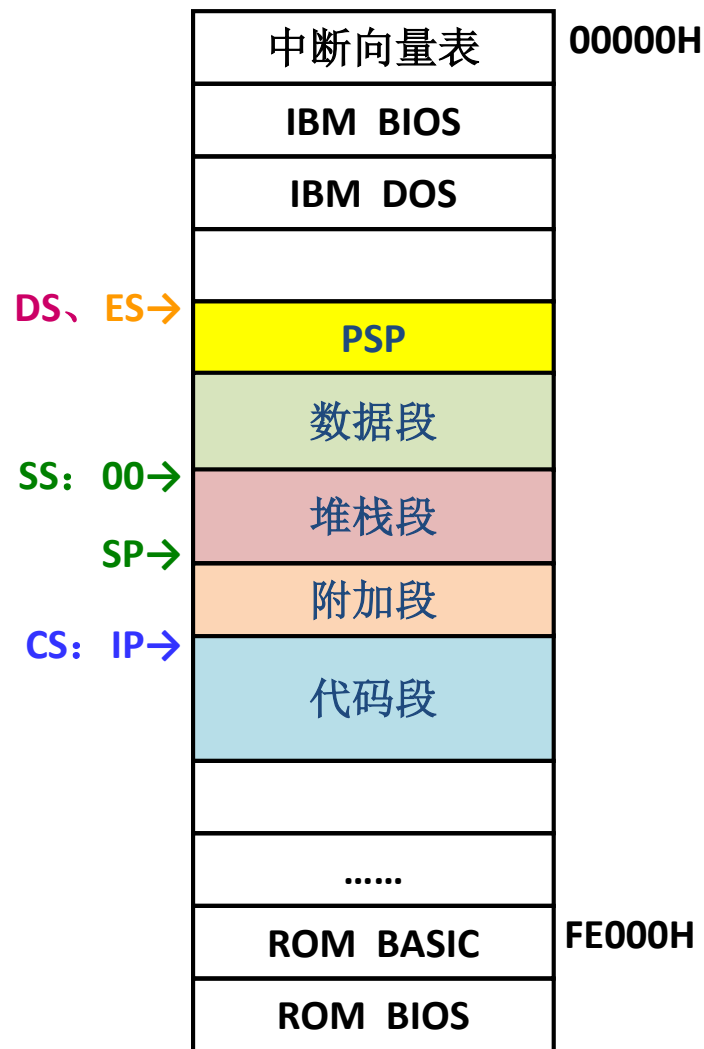 中断向量表 00000H
IBM BIOS
IBM DOS
DS、ES→
PSP
数据段
SS：00→
堆栈段
SP→
附加段
CS：IP→
代码段
……
ROM BASIC FE000H
ROM BIOS